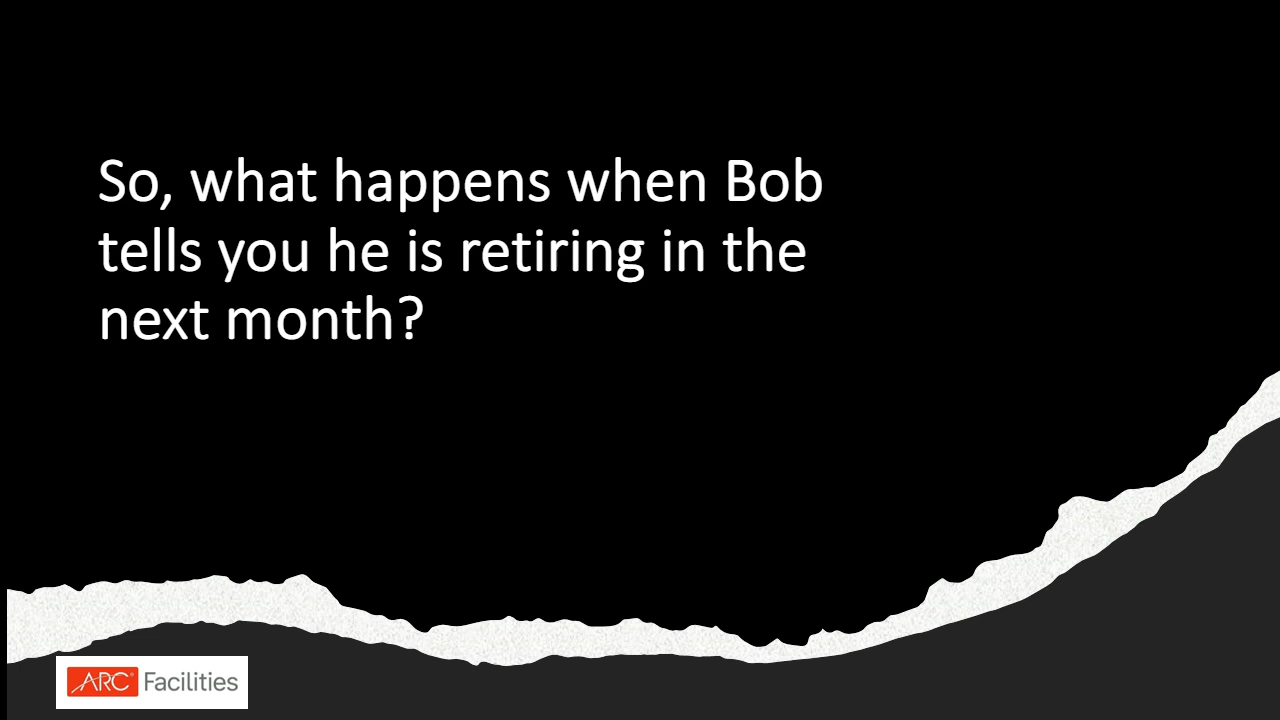 So, what happens when Bob
tells you he is retiring in the
next month?
ARC® Facilities